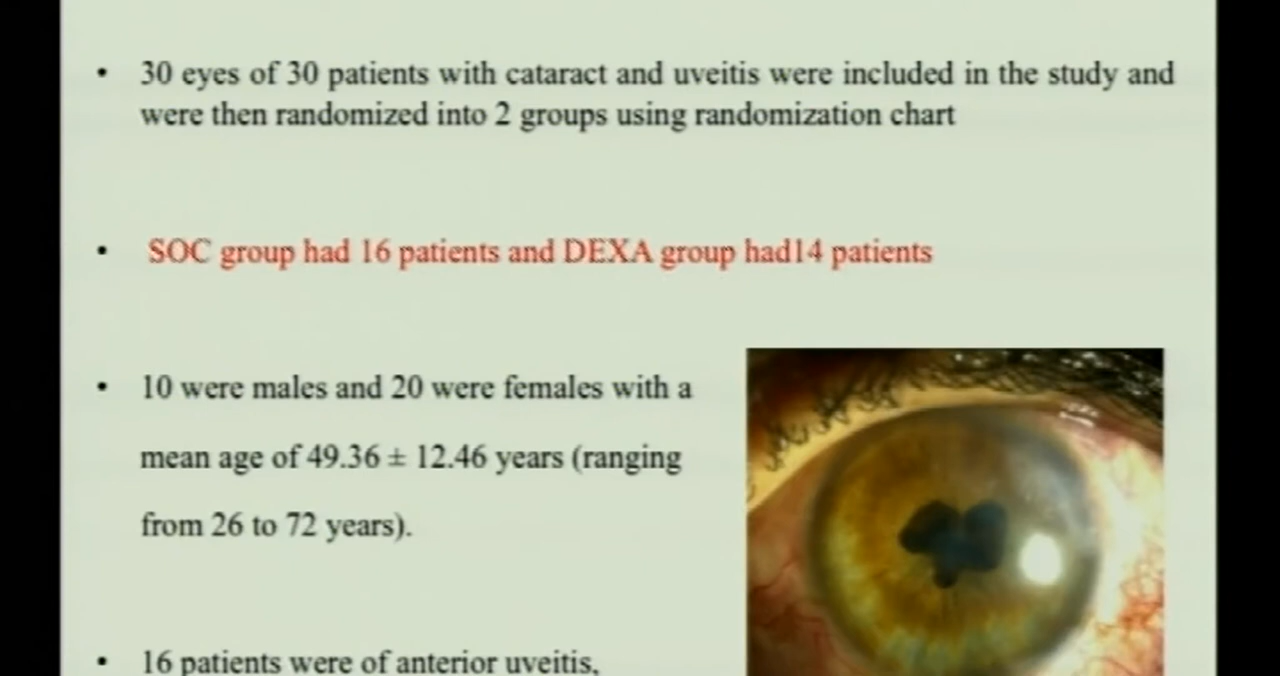 • 30 eyes of 30 patients with cataract and uveitis were included in the study and
were then randomized into 2 groups using randomization chart
• SOC group had 16 patients and DEXA group had14 patients
• 10 were males and 20 were females with a
mean age of 49.36 ± 12.46 years (ranging
from 26 to 72 years).
• 16 patients were of anterior uveitis,